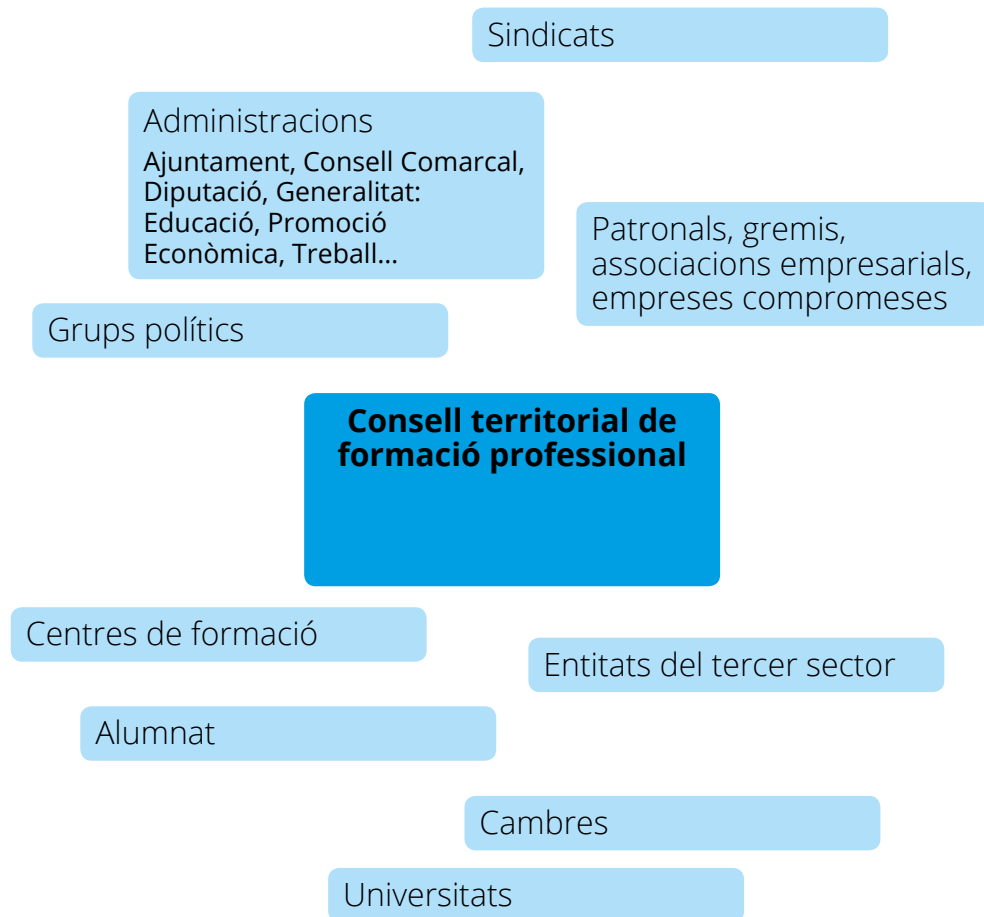 Sindicats
Administracions
Ajuntament, Consell Comarcal,
Diputació, Generalitat:
Educació, Promoció
Econòmica, Treball...
Patronals, gremis,
associacions empresarials,
empreses compromeses
Grups polítics
Consell territorial de
formació professional
Centres de formació
Entitats del tercer sector
Alumnat
Cambres
Universitats